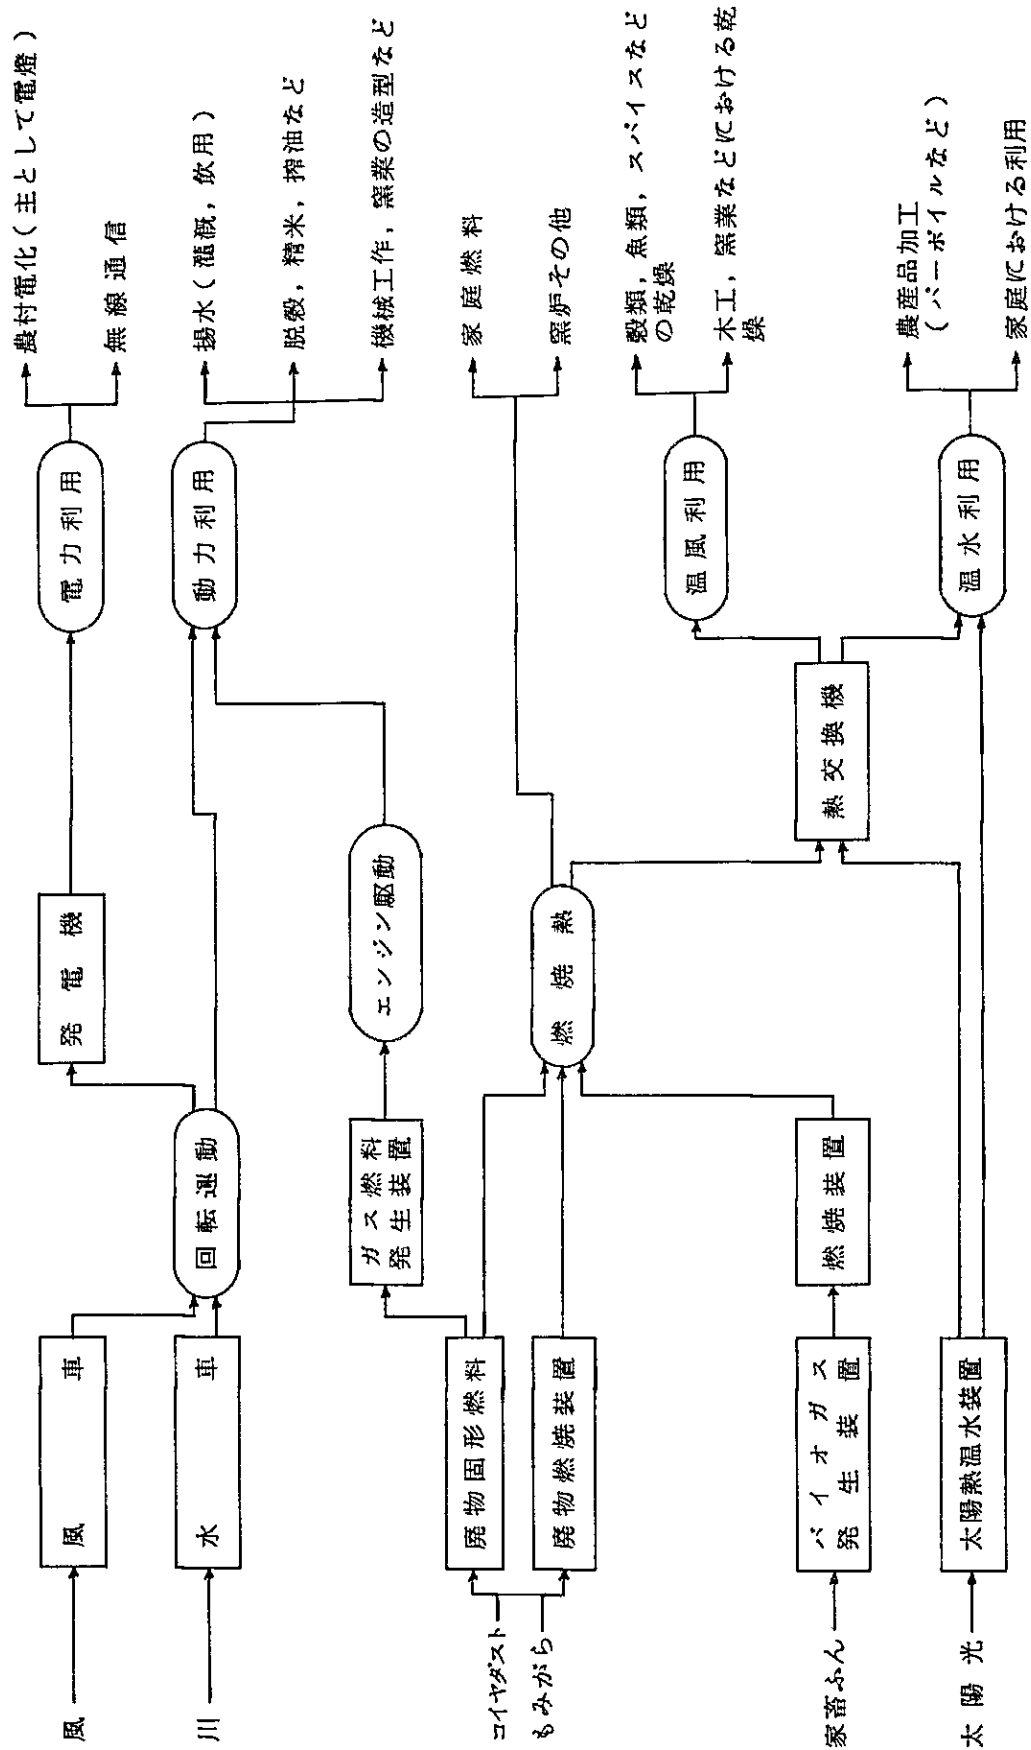 風
川
コイヤダスト
もみがら
家畜ふん
太陽光
風車
水車
廃物固形燃料
廃物燃焼装置
バイオガス
発生装置
太陽熱温水装置
回転運動
ガス燃料
発生装置
燃焼装置
発電機
エンジン駆動
燃焼熱
熱交換機
電力利用
動力利用
温風利用
温水利用
農村電化(主として電燈)
無線通信
揚水(灌漑,飲用)
脱穀,精米,搾油など
機械工作,窯業の造型など
家庭燃料
窯炉その他
穀類,魚類,スパイスなど
の乾燥
木工,窯業などにおける乾
燥
農産品加工
(パーボイルなど)
家庭における利用